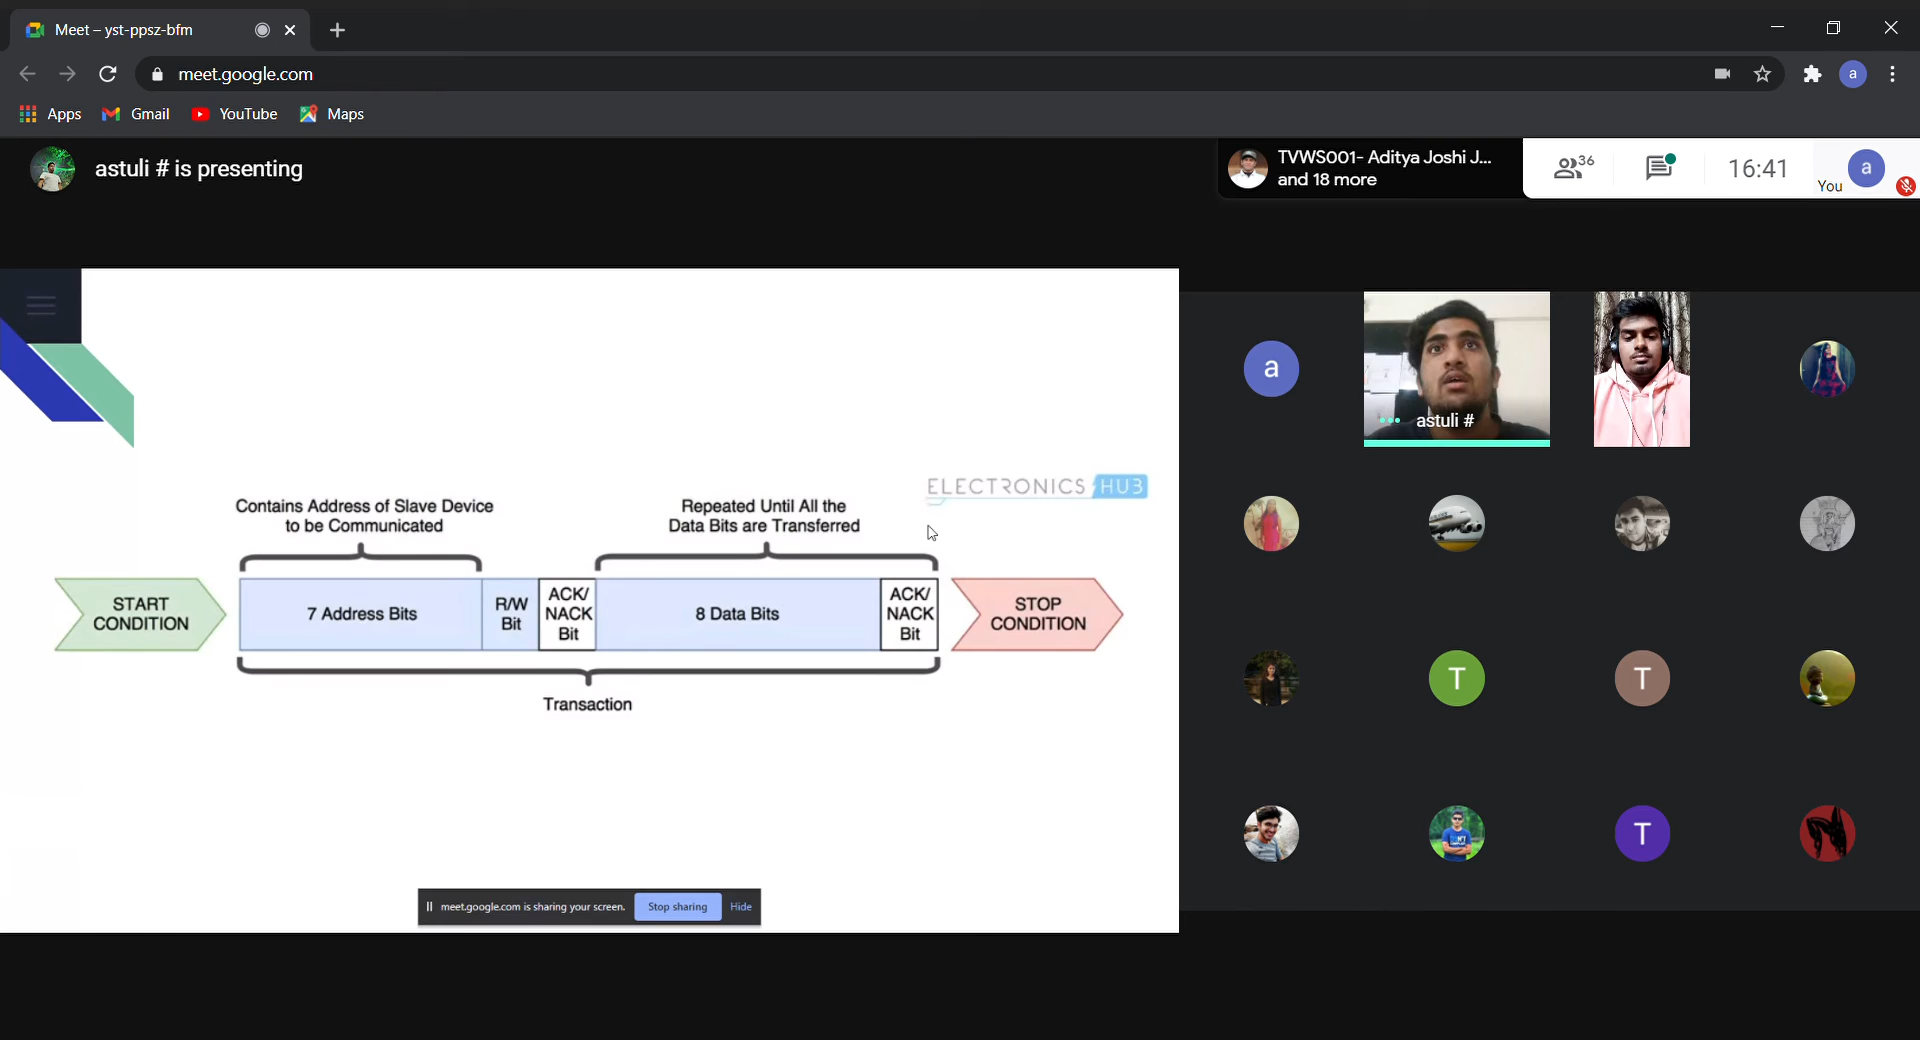 Meet – yst-ppsz-bfm
meet.google.com
a
Apps
Gmail
YouTube
Maps
astuli # is presenting
TVWS001- Aditya Joshi J...
and 18 more
36
16:41
You
a
ELECTRONICS HUB
Contains Address of Slave Device
to be Communicated
Repeated Until All the
Data Bits are Transferred
START
CONDITION
7 Address Bits
R/W
Bit
ACK/
NACK
Bit
8 Data Bits
ACK/
NACK
Bit
STOP
CONDITION
Transaction
meet.google.com is sharing your screen.
Stop sharing
Hide
a
astuli #
T
T
T